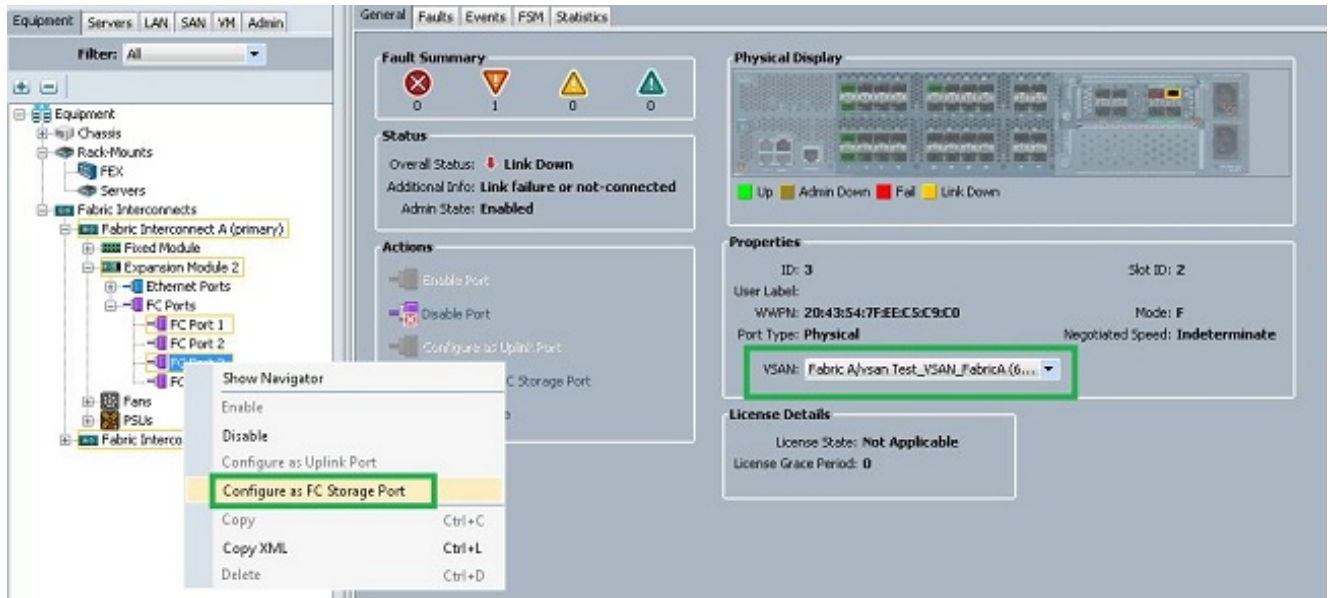 Equipment Servers LAN SAN VM Admin
Filter: All
Equipment
Chassis
Rack-Mounts
FEX
Servers
Fabric Interconnects
Fabric Interconnect A (primary)
Fixed Module
Expansion Module 2
Ethernet Ports
FC Ports
FC Port 1
FC Port 2
FC
Fans
PSUs
Fabric Interco
Show Navigator
Enable
Disable
Configure as Uplink Port
Configure as FC Storage Port
Copy Ctrl+C
Copy XML Ctrl+L
Delete Ctrl+D
General Faults Events FSM Statistics
Fault Summary
0 1 0 0
Status
Overall Status: Link Down
Additional Info: Link failure or not-connected
Admin State: Enabled
Actions
Enable Port
Disable Port
Configure as Uplink Port
C Storage Port
Physical Display
Up Admin Down Fail Link Down
Properties
ID: 3 Slot ID: 2
User Label:
WWPN: 20:43:54:7F:EE:C5:C9:C0 Mode: F
Port Type: Physical Negotiated Speed: Indeterminate
VSAN: Fabric A/vsan Test_VSAN_FabricA (6...
License Details
License State: Not Applicable
License Grace Period: 0